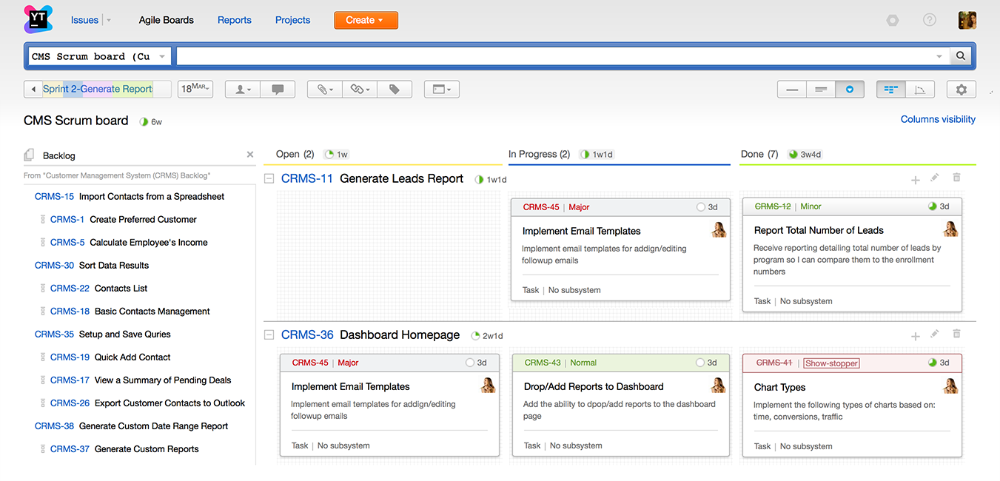 YT
Issues
Agile Boards
Reports
Projects
Create
CMS Scrum board (Cu
Sprint 2-Generate Report
18 MAR
CMS Scrum board 6w
Columns visibility
Backlog
From "Customer Management System (CRMS) Backlog"
CRMS-15 Import Contacts from a Spreadsheet
CRMS-1 Create Preferred Customer
CRMS-5 Calculate Employee's Income
CRMS-30 Sort Data Results
CRMS-22 Contacts List
CRMS-18 Basic Contacts Management
CRMS-35 Setup and Save Quries
CRMS-19 Quick Add Contact
CRMS-17 View a Summary of Pending Deals
CRMS-26 Export Customer Contacts to Outlook
CRMS-38 Generate Custom Date Range Report
CRMS-37 Generate Custom Reports
Open (2) 1w
In Progress (2) 1w1d
Done (7) 3w4d
CRMS-11 Generate Leads Report 1w1d
CRMS-45 | Major 3d
Implement Email Templates
Implement email templates for addign/editing
followup emails
Task | No subsystem
CRMS-12 | Minor 3d
Report Total Number of Leads
Receive reporting detailing total number of leads by
program so I can compare them to the enrollment
numbers
Task | No subsystem
CRMS-36 Dashboard Homepage 2w1d
CRMS-45 | Major 3d
Implement Email Templates
Implement email templates for addign/editing
followup emails
Task | No subsystem
CRMS-43 | Normal 3d
Drop/Add Reports to Dashboard
Add the ability to dpop/add reports to the dashboard
page
Task | No subsystem
CRMS-41 | Show-stopper 3d
Chart Types
Implement the following types of charts based on:
time, conversions, traffic
Task | No subsystem